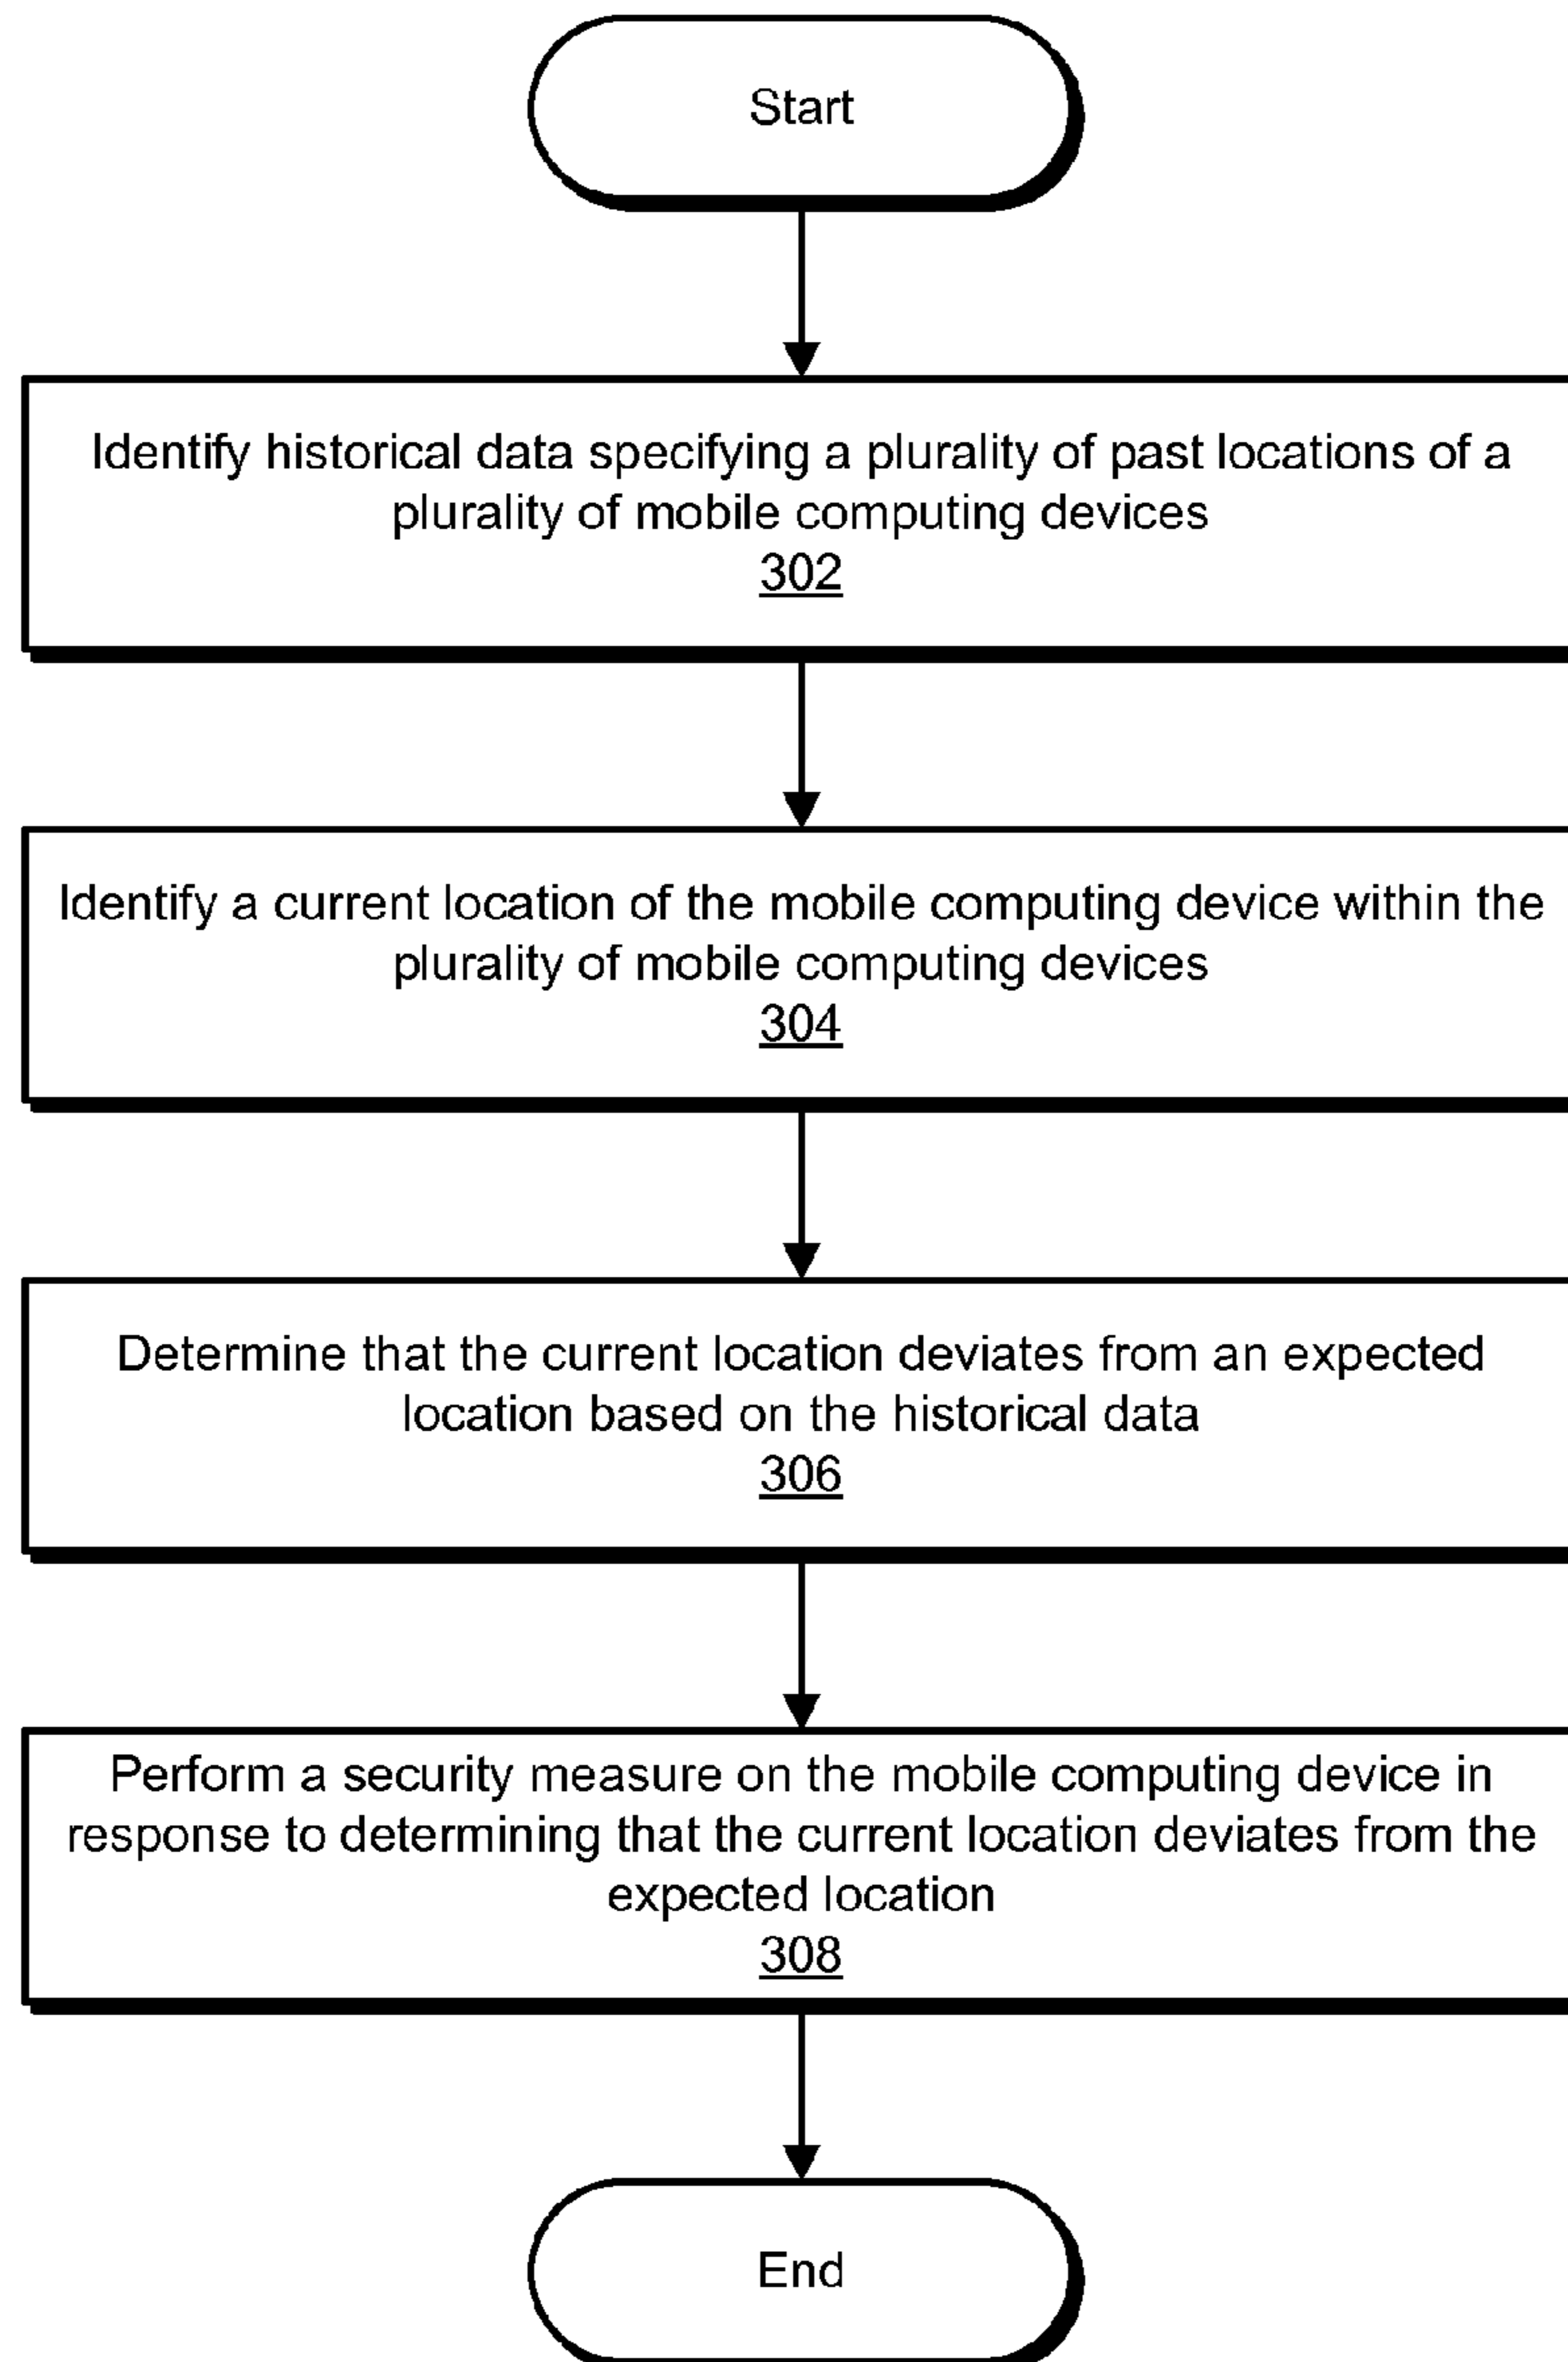 Start
Identify historical data specifying a plurality of past locations of a
plurality of mobile computing devices
302
Identify a current location of the mobile computing device within the
plurality of mobile computing devices
304
Determine that the current location deviates from an expected
location based on the historical data
306
Perform a security measure on the mobile computing device in
response to determining that the current location deviates from the
expected location
308
End